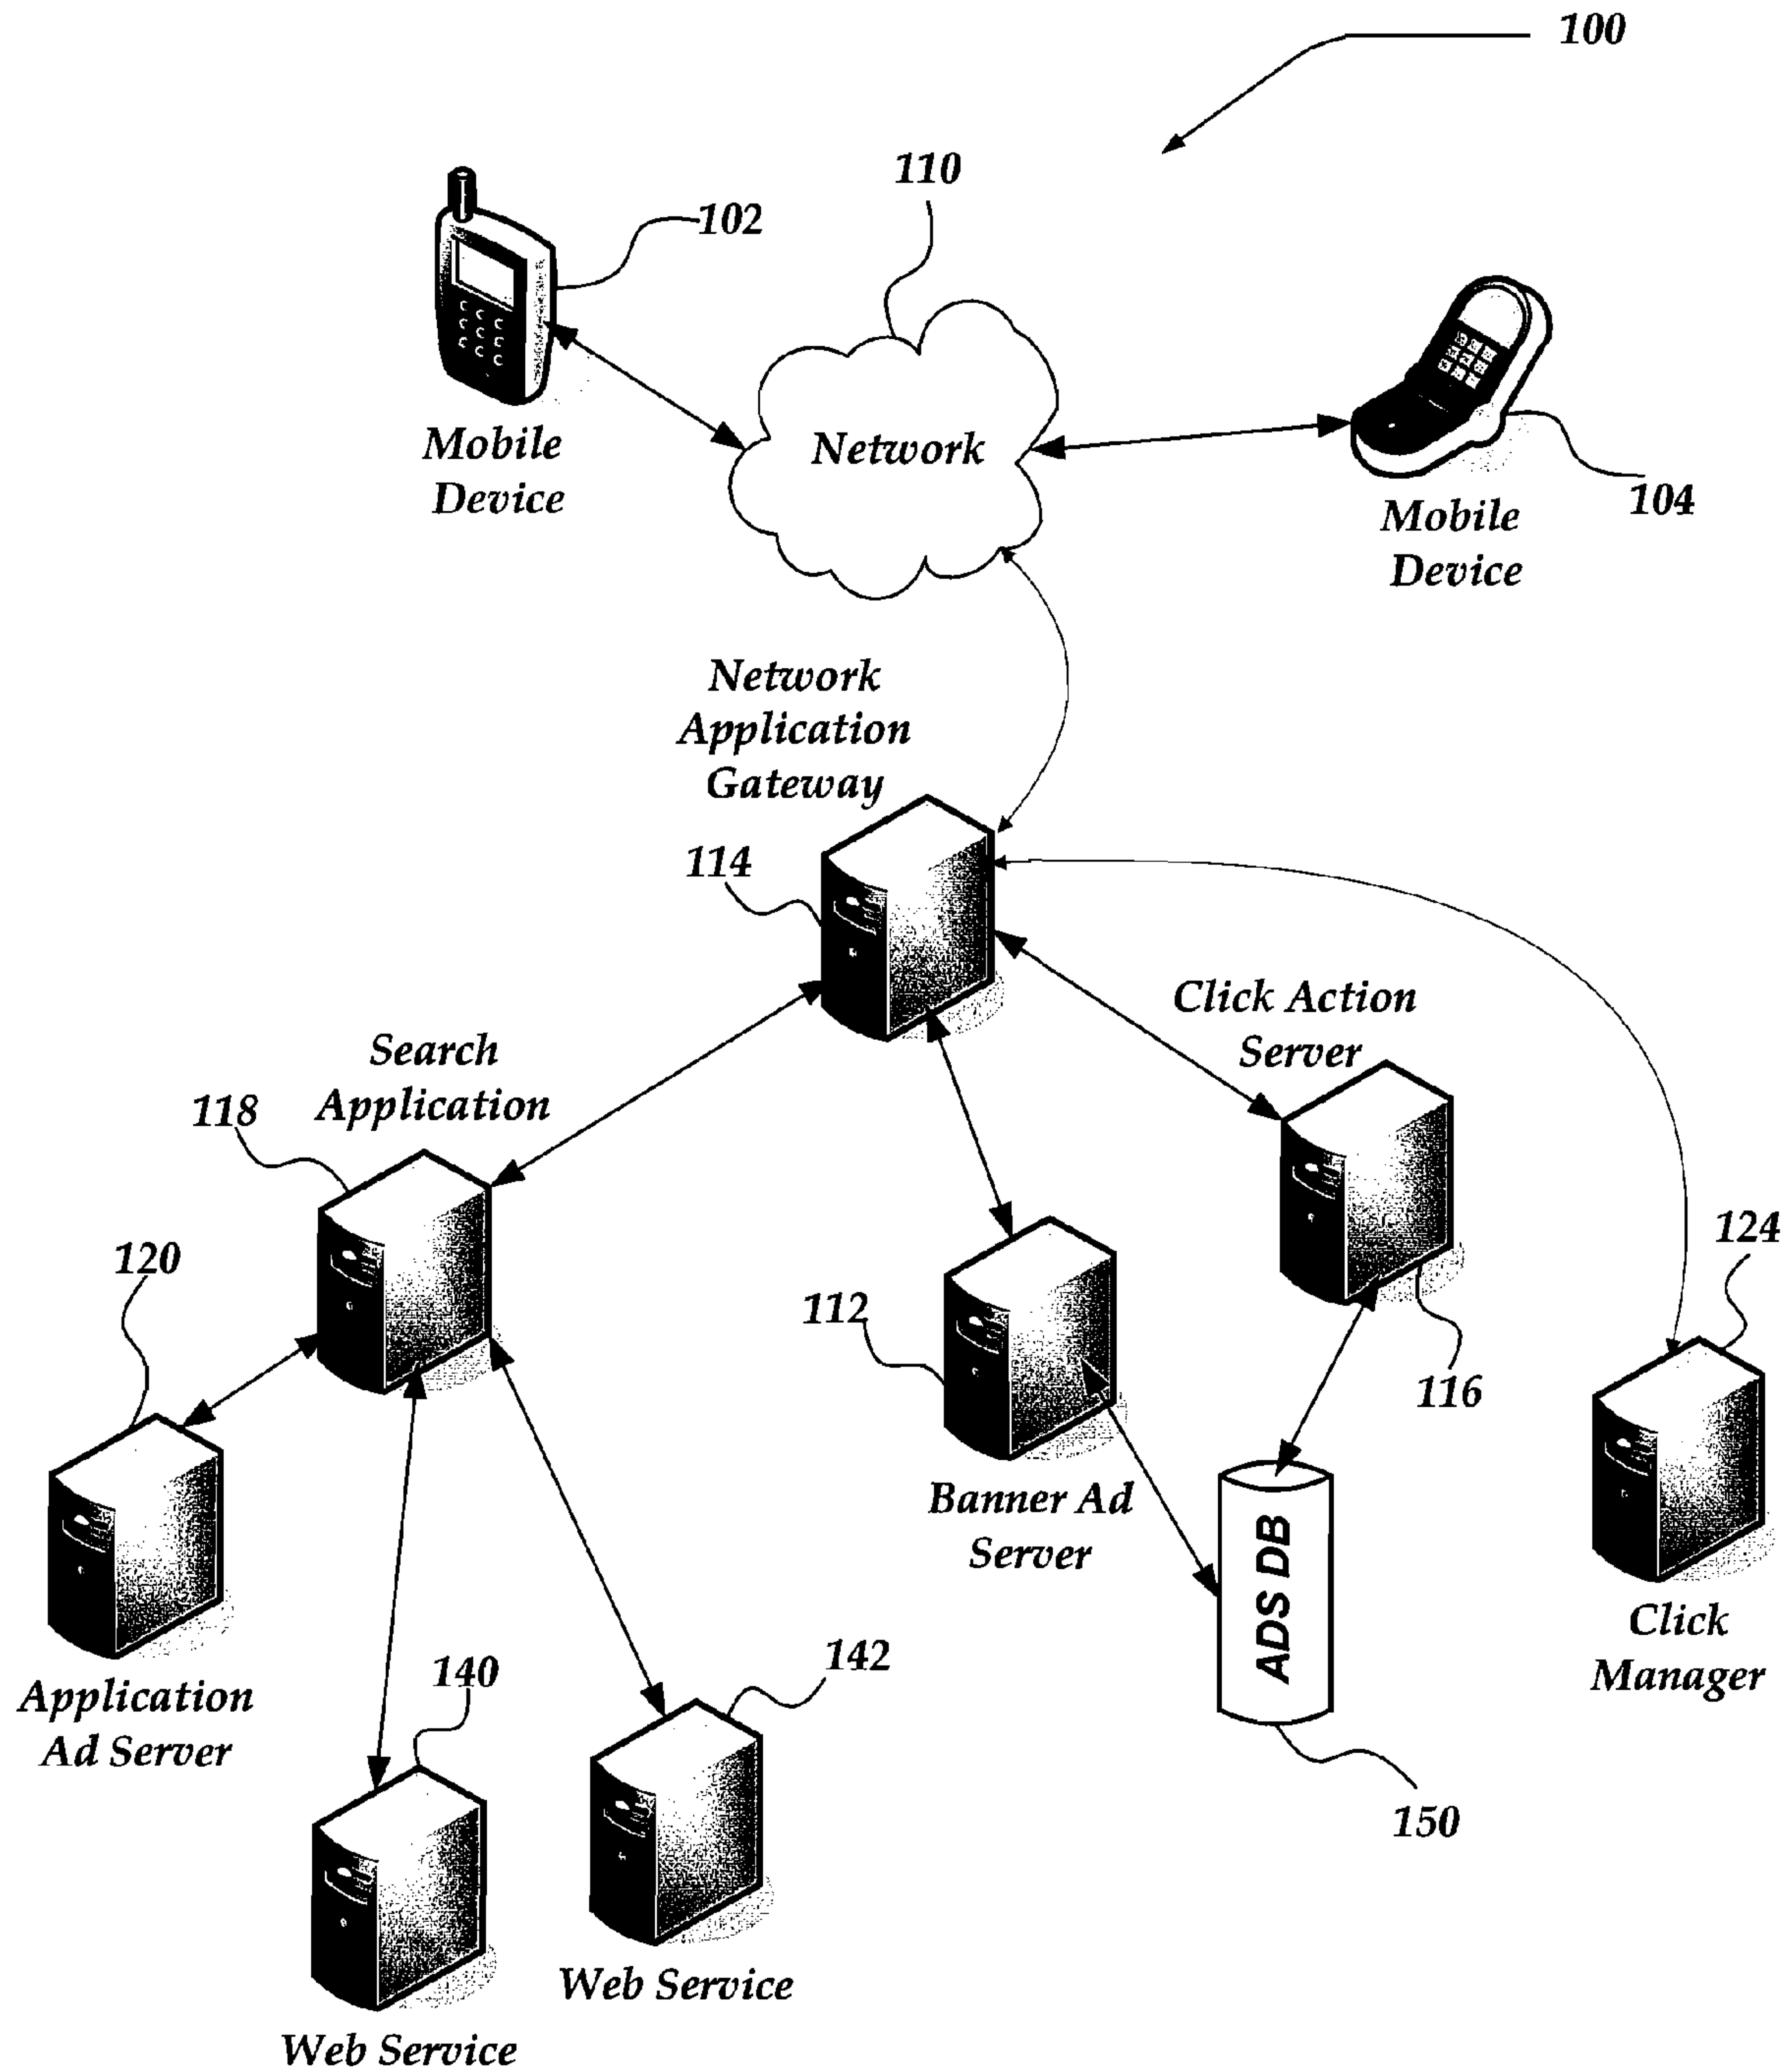 100
110
102
Mobile
Device
Network
104
Mobile
Device
Network
Application
Gateway
114
Click Action
Server
Search
Application
118
120
112
116
124
Banner Ad
Server
ADS DB
Click
Manager
Application
Ad Server
140
142
150
Web Service
Web Service